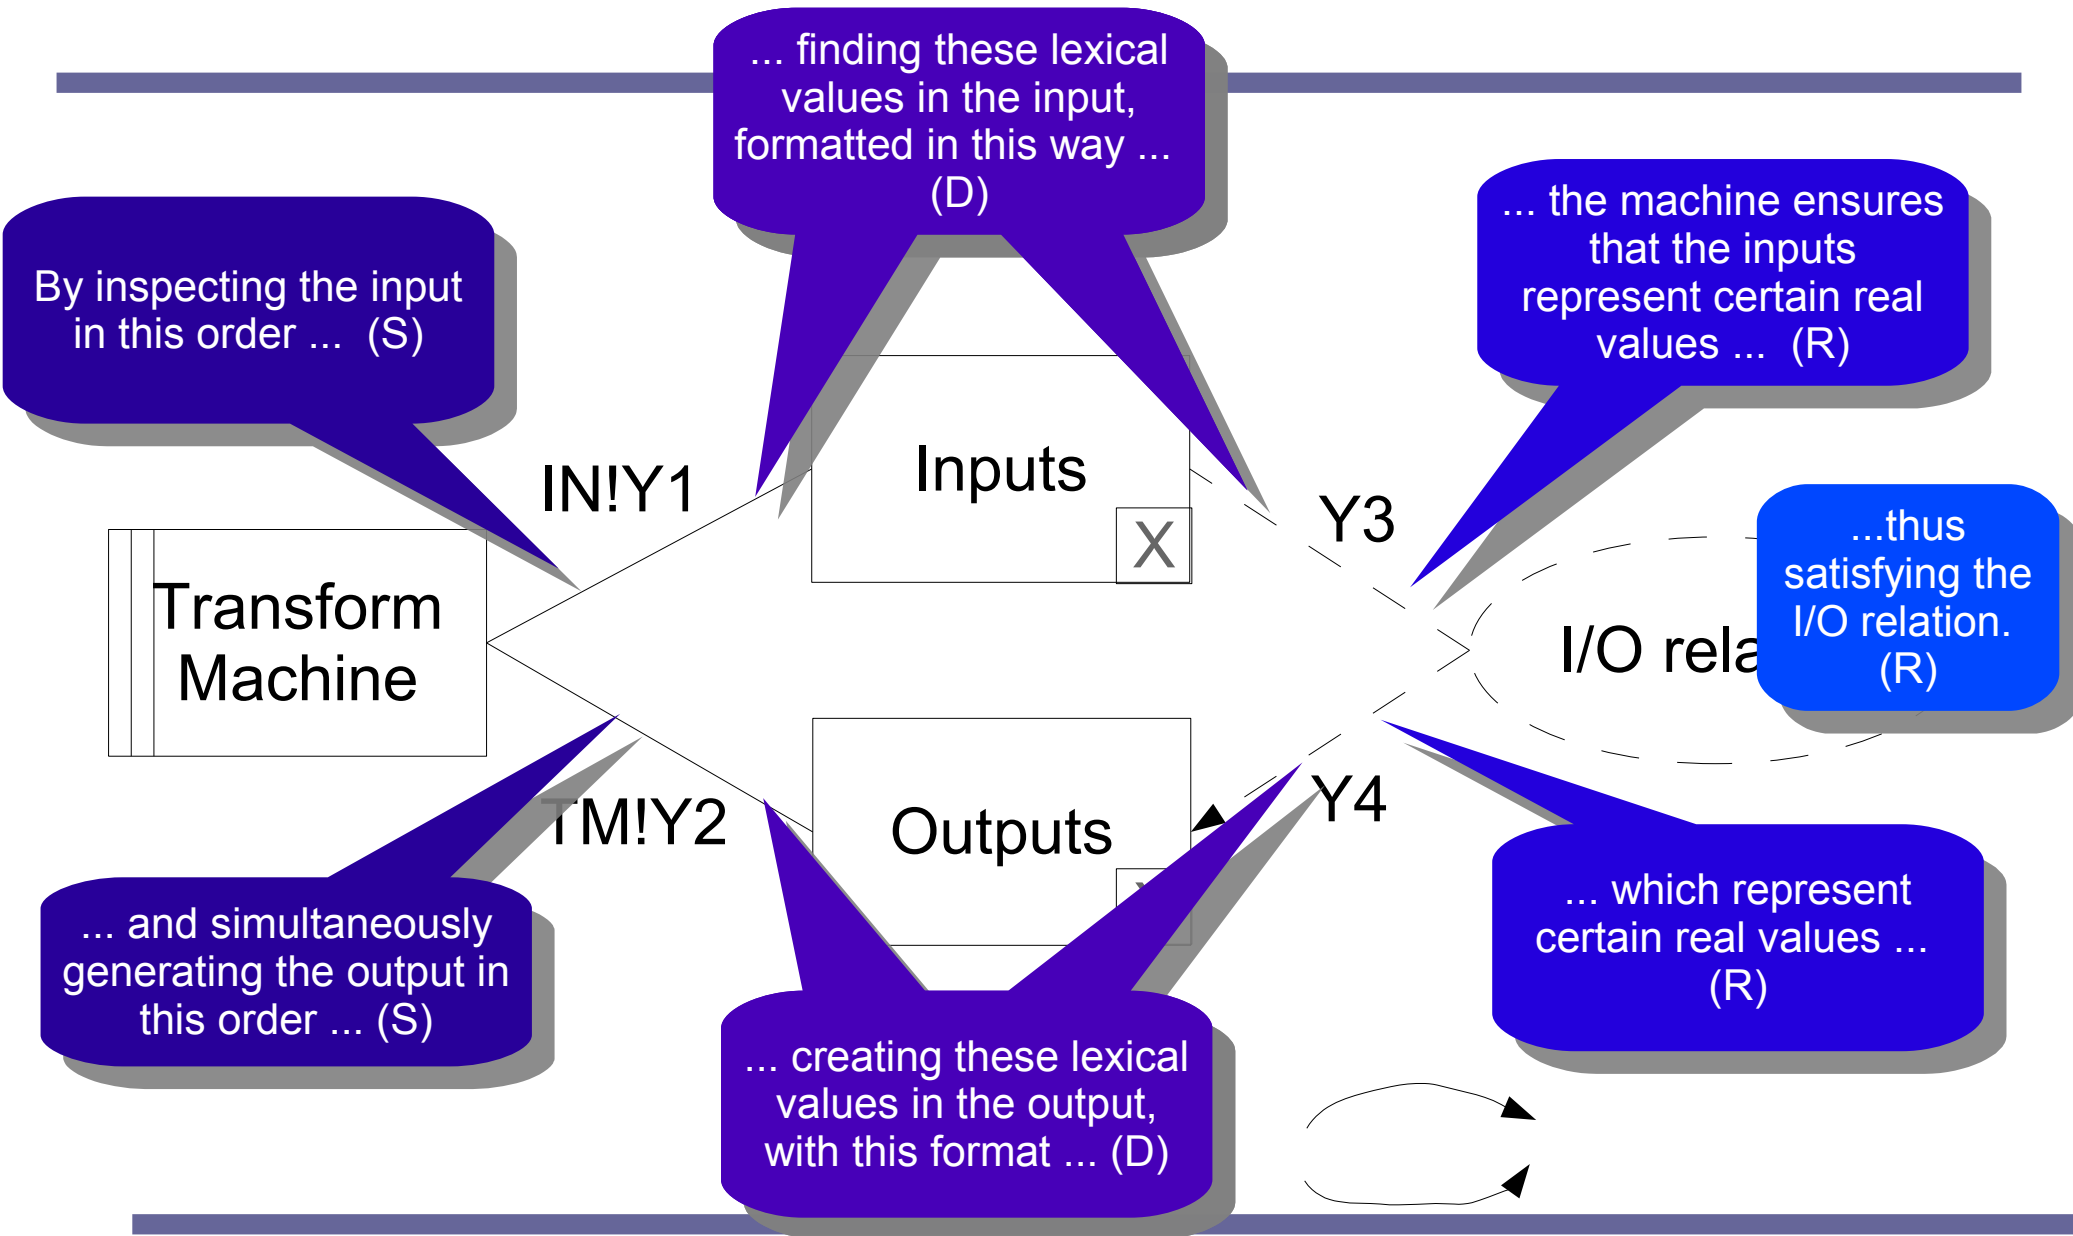 ... finding these lexical
values in the input,
formatted in this way ...
(D)
... the machine ensures
that the inputs
represent certain real
values ... (R)
By inspecting the input
in this order ... (S)
IN!Y1
Inputs
X
Y3
...thus
satisfying the
I/O relation.
(R)
Transform
Machine
I/O rela
TM!Y2
Outputs
Y4
... and simultaneously
generating the output in
this order ... (S)
... which represent
certain real values ...
(R)
... creating these lexical
values in the output,
with this format ... (D)